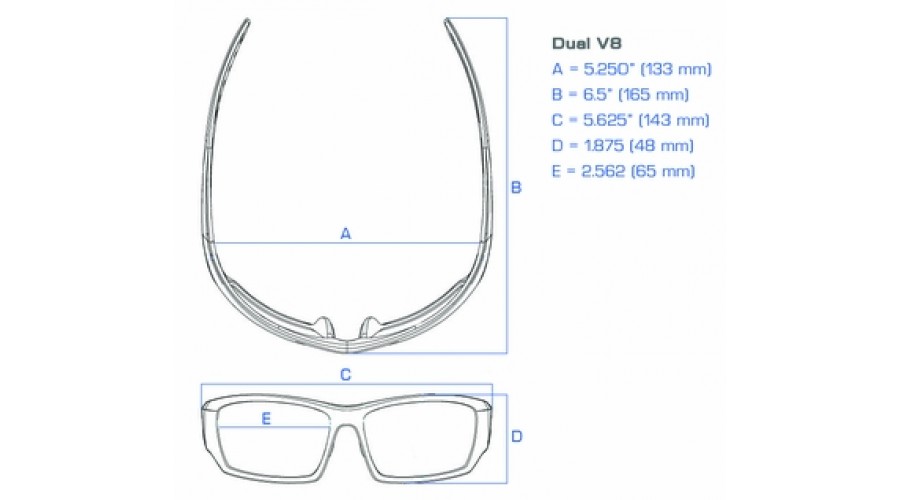 Dual V8
A = 5.250" (133 mm)
B = 6.5" (165 mm)
C = 5.625" (143 mm)
D = 1.875 (48 mm)
E = 2.562 (65 mm)
B
A
C
E
D